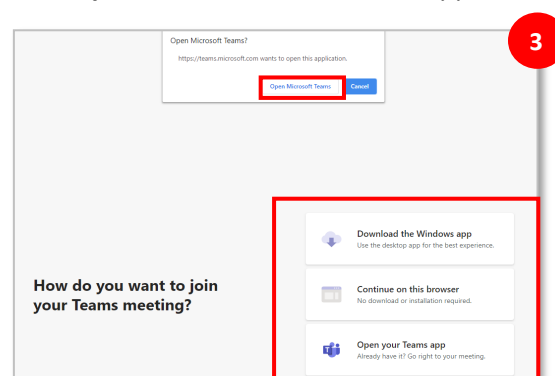 3
Open Microsoft Teams?
https://teams.microsoft.com wants to open this application.
Open Microsoft Teams Cancel
Download the Windows app
Use the desktop app for the best experience.
How do you want to join
your Teams meeting?
Continue on this browser
No download or installation required.
Open your Teams app
Already have it? Go right to your meeting.